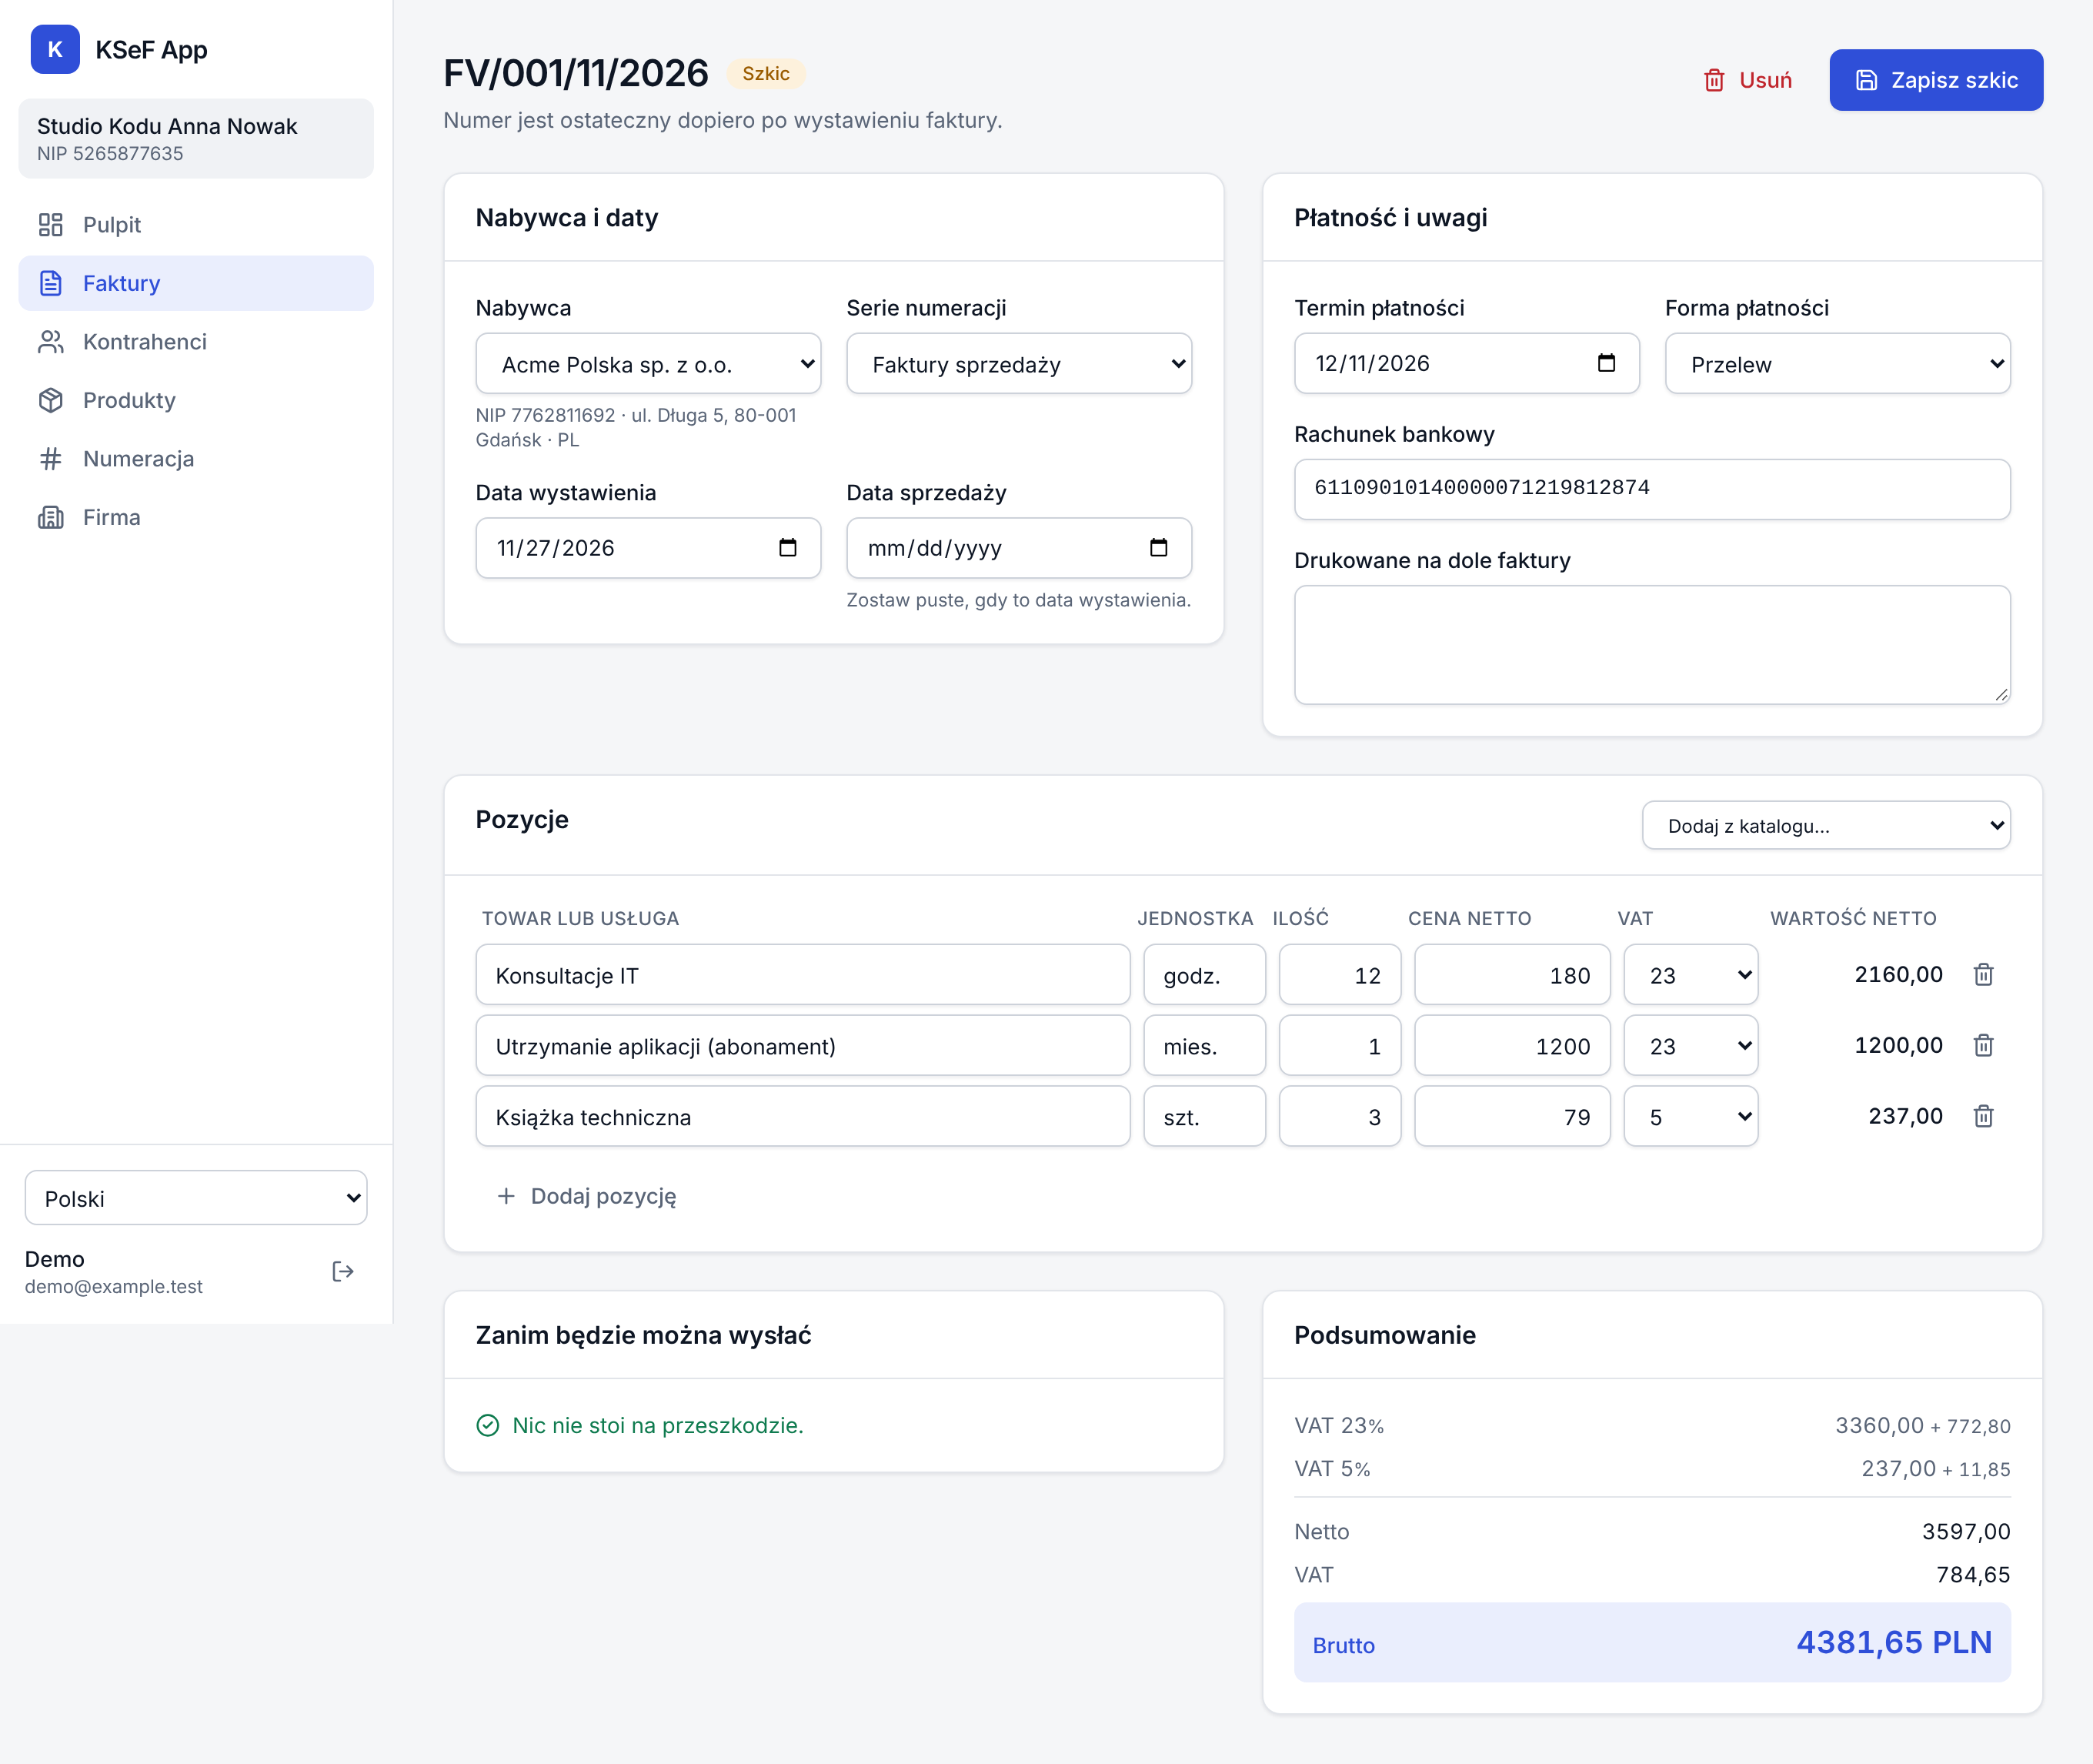 K
KSeF App
Studio Kodu Anna Nowak
NIP 5265877635
Pulpit
Faktury
Kontrahenci
Produkty
Numeracja
Firma
Polski
Demo
demo@example.test
FV/001/11/2026
Szkic
Numer jest ostateczny dopiero po wystawieniu faktury.
Usuń
Zapisz szkic
Nabywca i daty
Nabywca
Acme Polska sp. z o.o.
NIP 7762811692 · ul. Długa 5, 80-001
Gdańsk · PL
Serie numeracji
Faktury sprzedaży
Data wystawienia
11/27/2026
Data sprzedaży
mm/dd/yyyy
Zostaw puste, gdy to data wystawienia.
Płatność i uwagi
Termin płatności
12/11/2026
Forma płatności
Przelew
Rachunek bankowy
61109010140000071219812874
Drukowane na dole faktury
Pozycje
Dodaj z katalogu...
TOWAR LUB USŁUGA JEDNOSTKA ILOŚĆ CENA NETTO VAT WARTOŚĆ NETTO
Konsultacje IT godz. 12 180 23 2160,00
Utrzymanie aplikacji (abonament) mies. 1 1200 23 1200,00
Książka techniczna szt. 3 79 5 237,00
Dodaj pozycję
Zanim będzie można wysłać
Nic nie stoi na przeszkodzie.
Podsumowanie
VAT 23% 3360,00 + 772,80
VAT 5% 237,00 + 11,85
Netto 3597,00
VAT 784,65
Brutto 4381,65 PLN